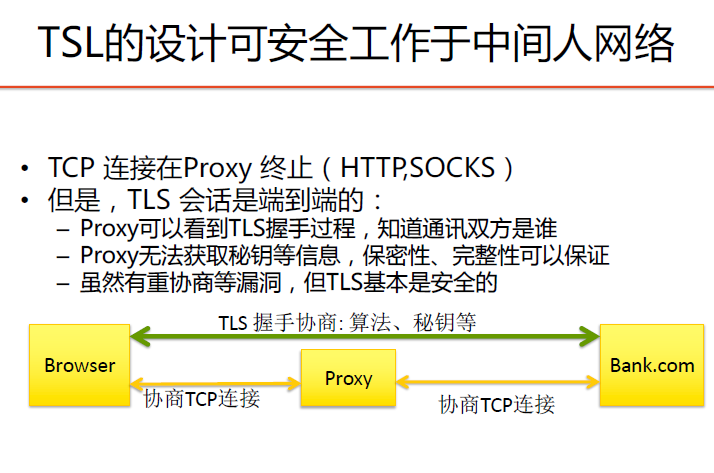 TSL的设计可安全工作于中间人网络
• TCP 连接在Proxy 终止（HTTP,SOCKS）
• 但是，TLS 会话是端到端的：
– Proxy可以看到TLS握手过程，知道通讯双方是谁
– Proxy无法获取秘钥等信息，保密性、完整性可以保证
– 虽然有重协商等漏洞，但TLS基本是安全的
TLS 握手协商: 算法、秘钥等
Browser
Proxy
Bank.com
协商TCP连接
协商TCP连接